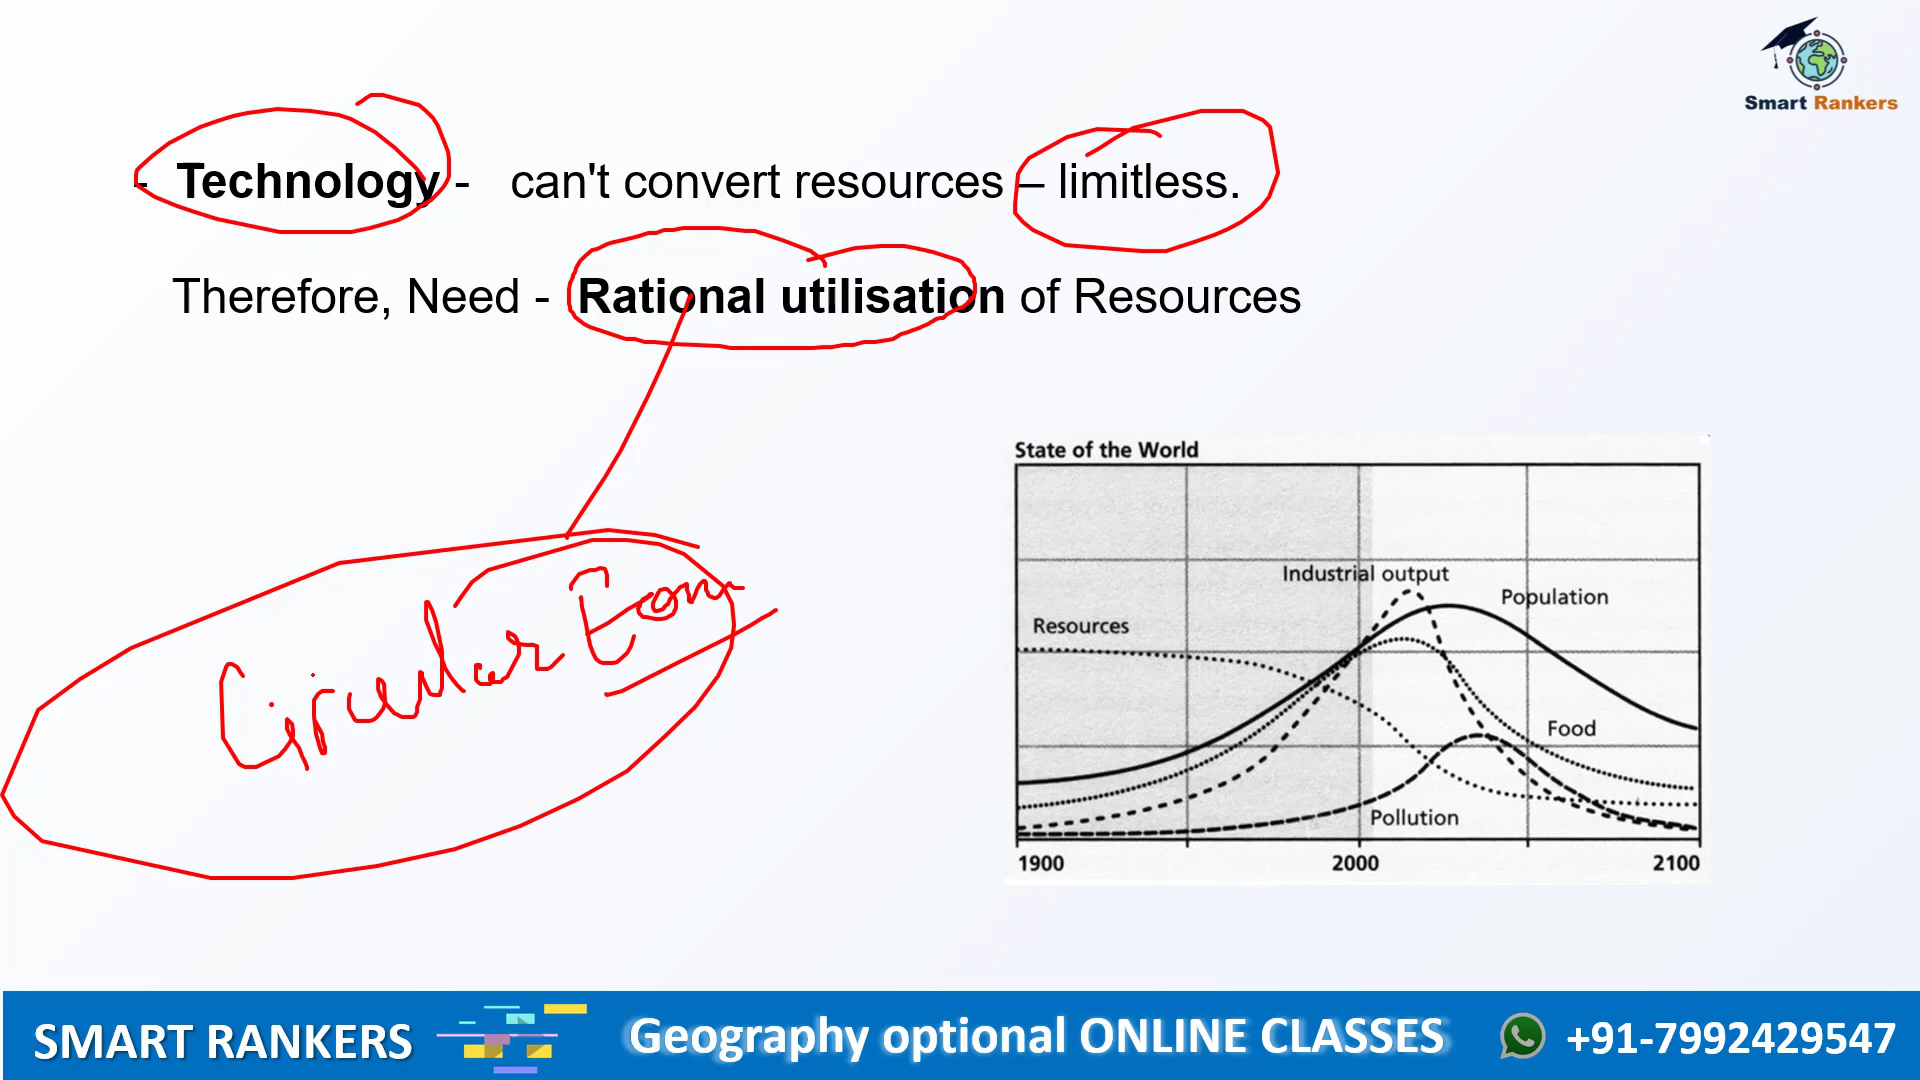 Smart Rankers
- Technology - can't convert resources – limitless.
Therefore, Need - Rational utilisation of Resources
Circular Econ
State of the World
Industrial output
Population
Resources
Food
Pollution
1900 2000 2100
SMART RANKERS Geography optional ONLINE CLASSES +91-7992429547